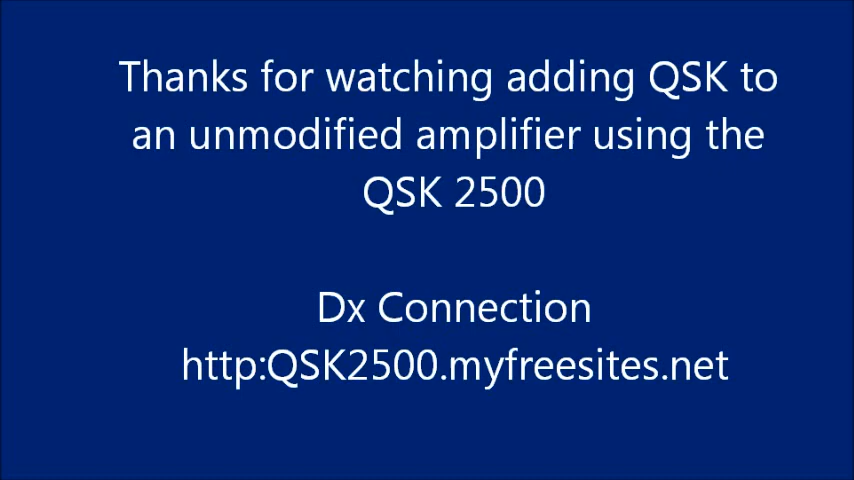 Thanks for watching adding QSK to
an unmodified amplifier using the
QSK 2500
Dx Connection
http:QSK2500.myfreesites.net